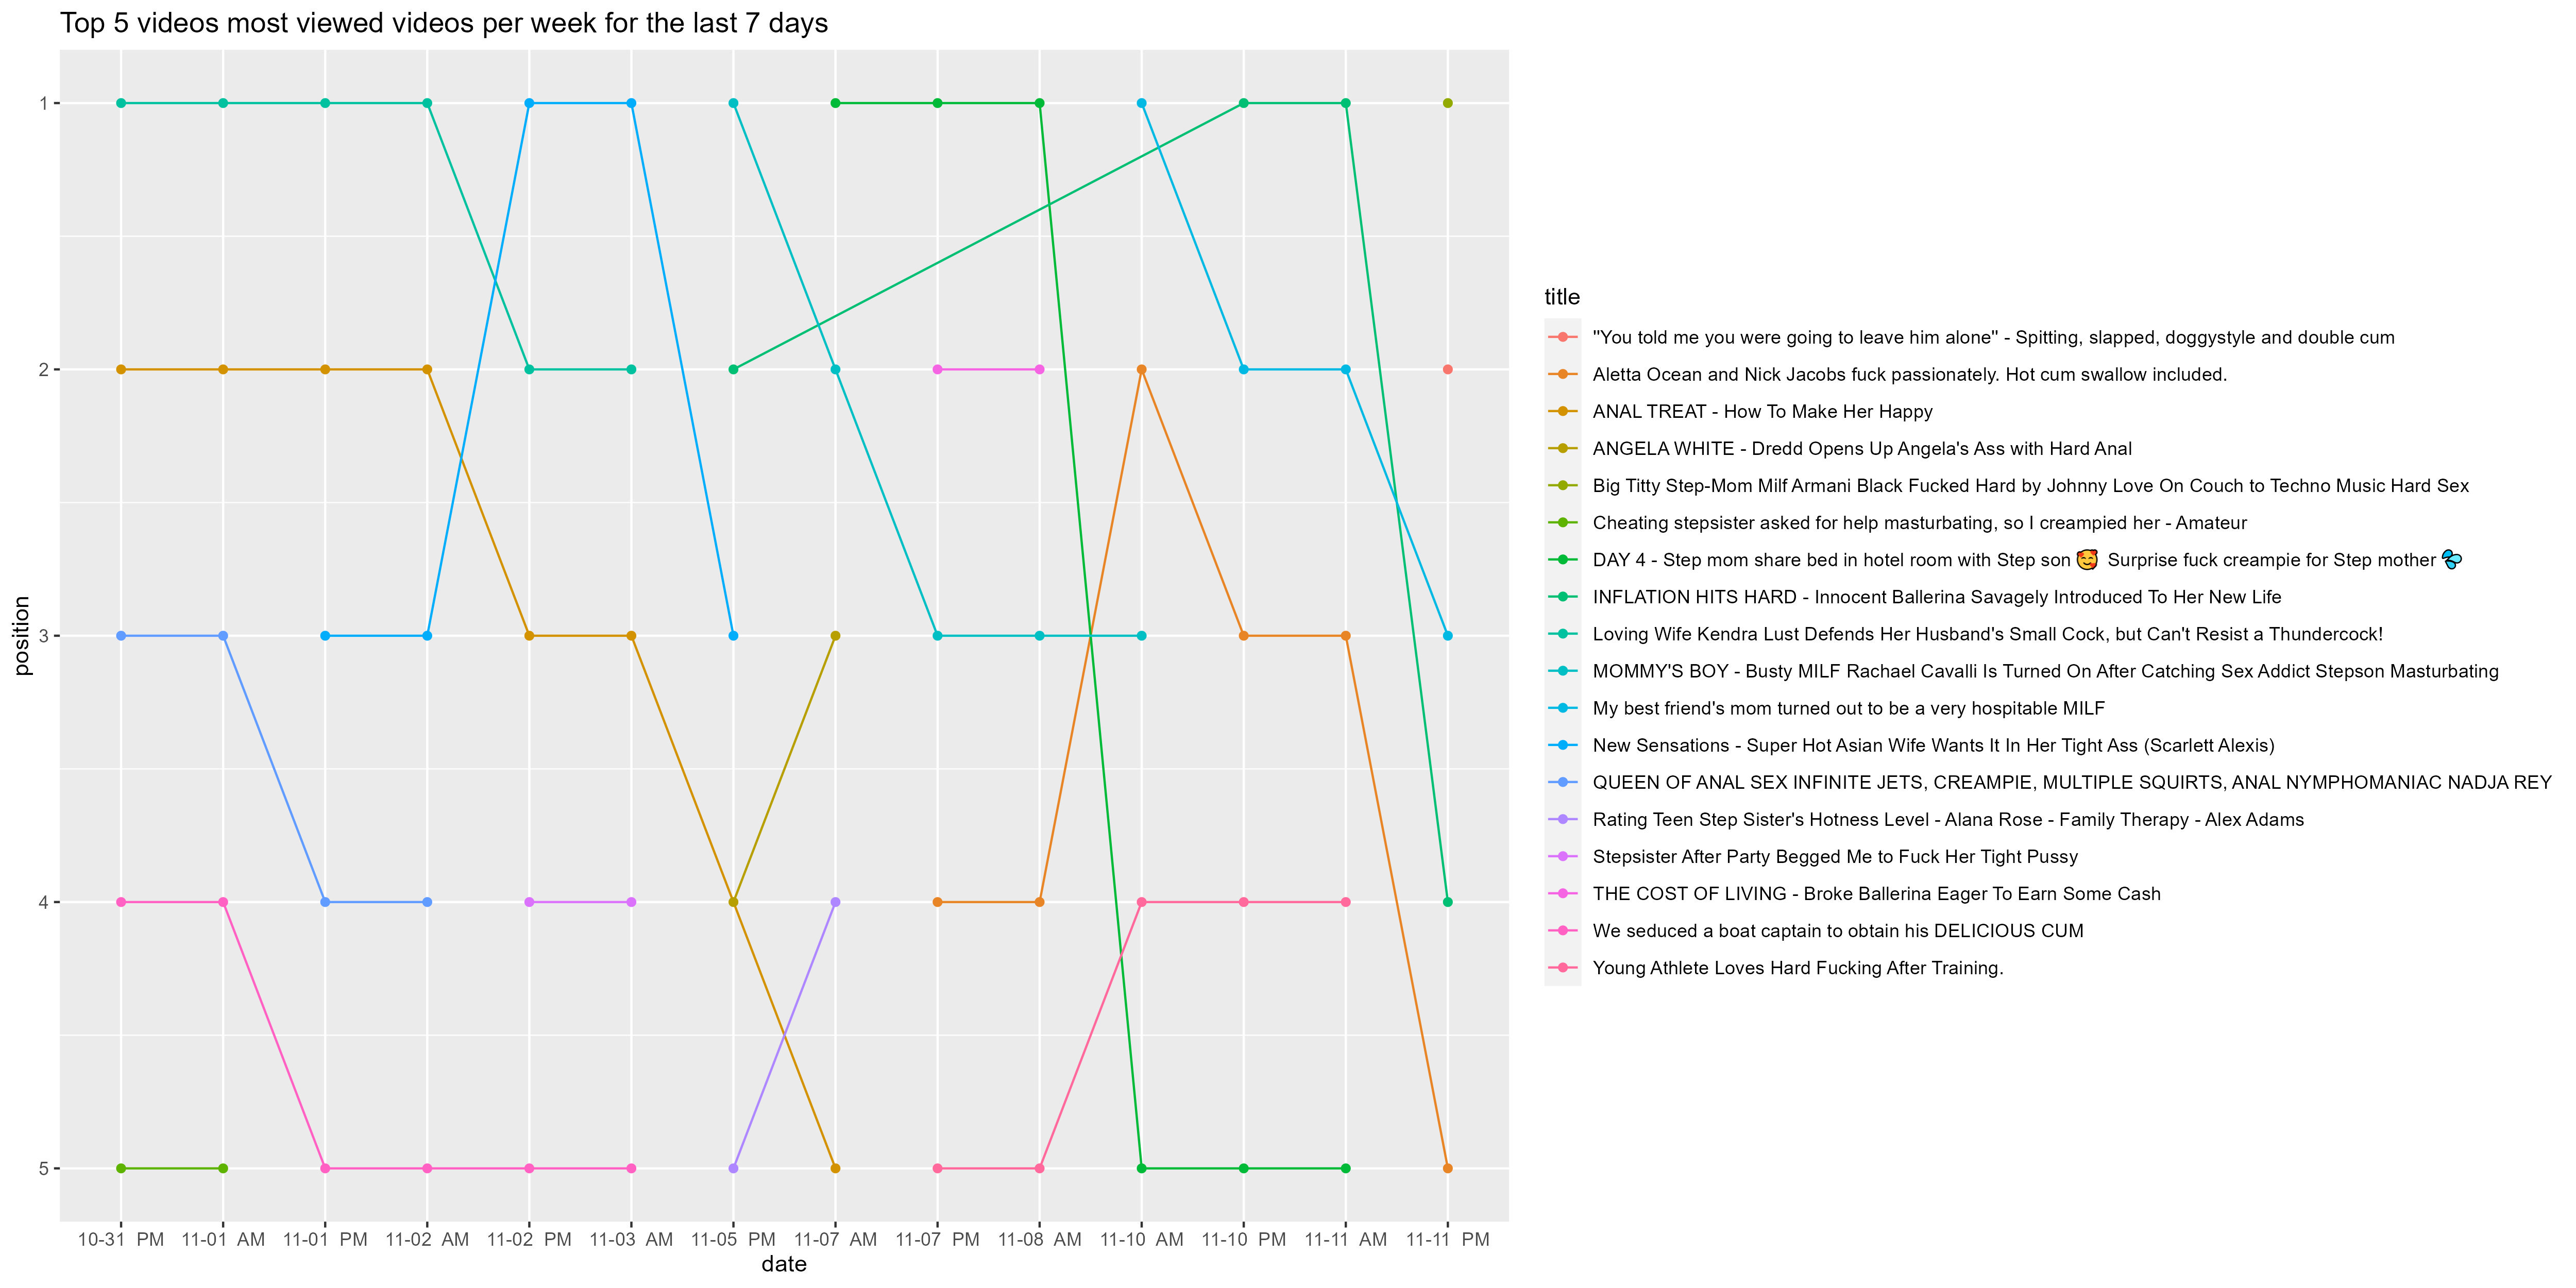 Top 5 videos most viewed videos per week for the last 7 days
position
1
2
3
4
5
10-31 PM 11-01 AM 11-01 PM 11-02 AM 11-02 PM 11-03 AM 11-05 PM 11-07 AM 11-07 PM 11-08 AM 11-10 AM 11-10 PM 11-11 AM 11-11 PM
date
title
"You told me you were going to leave him alone" - Spitting, slapped, doggystyle and double cum
Aletta Ocean and Nick Jacobs fuck passionately. Hot cum swallow included.
ANAL TREAT - How To Make Her Happy
ANGELA WHITE - Dredd Opens Up Angela's Ass with Hard Anal
Big Titty Step-Mom Milf Armani Black Fucked Hard by Johnny Love On Couch to Techno Music Hard Sex
Cheating stepsister asked for help masturbating, so I creampied her - Amateur
DAY 4 - Step mom share bed in hotel room with Step son 🥰 Surprise fuck creampie for Step mother 💦
INFLATION HITS HARD - Innocent Ballerina Savagely Introduced To Her New Life
Loving Wife Kendra Lust Defends Her Husband's Small Cock, but Can't Resist a Thundercock!
MOMMY'S BOY - Busty MILF Rachael Cavalli Is Turned On After Catching Sex Addict Stepson Masturbating
My best friend's mom turned out to be a very hospitable MILF
New Sensations - Super Hot Asian Wife Wants It In Her Tight Ass (Scarlett Alexis)
QUEEN OF ANAL SEX INFINITE JETS, CREAMPIE, MULTIPLE SQUIRTS, ANAL NYMPHOMANIAC NADJA REY
Rating Teen Step Sister's Hotness Level - Alana Rose - Family Therapy - Alex Adams
Stepsister After Party Begged Me to Fuck Her Tight Pussy
THE COST OF LIVING - Broke Ballerina Eager To Earn Some Cash
We seduced a boat captain to obtain his DELICIOUS CUM
Young Athlete Loves Hard Fucking After Training.